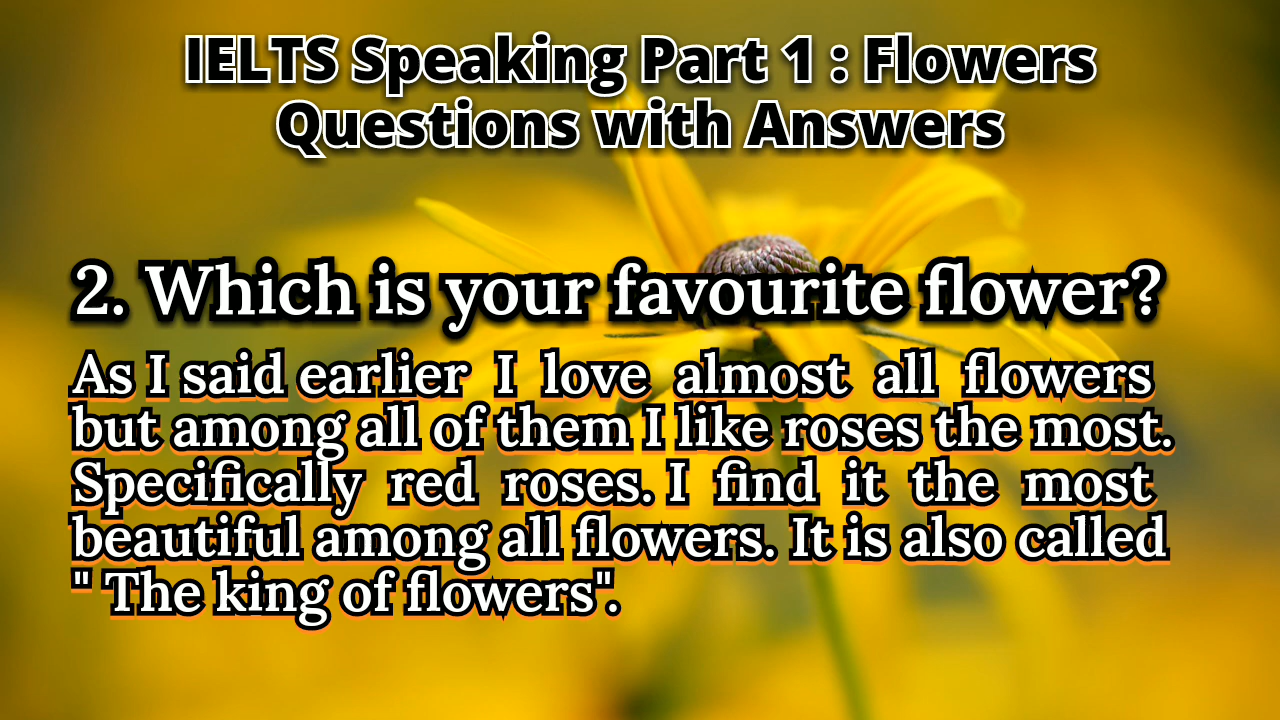 IELTS Speaking Part 1 : Flowers
Questions with Answers
2. Which is your favourite flower?
As I said earlier I love almost all flowers
but among all of them I like roses the most.
Specifically red roses. I find it the most
beautiful among all flowers. It is also called
" The king of flowers".